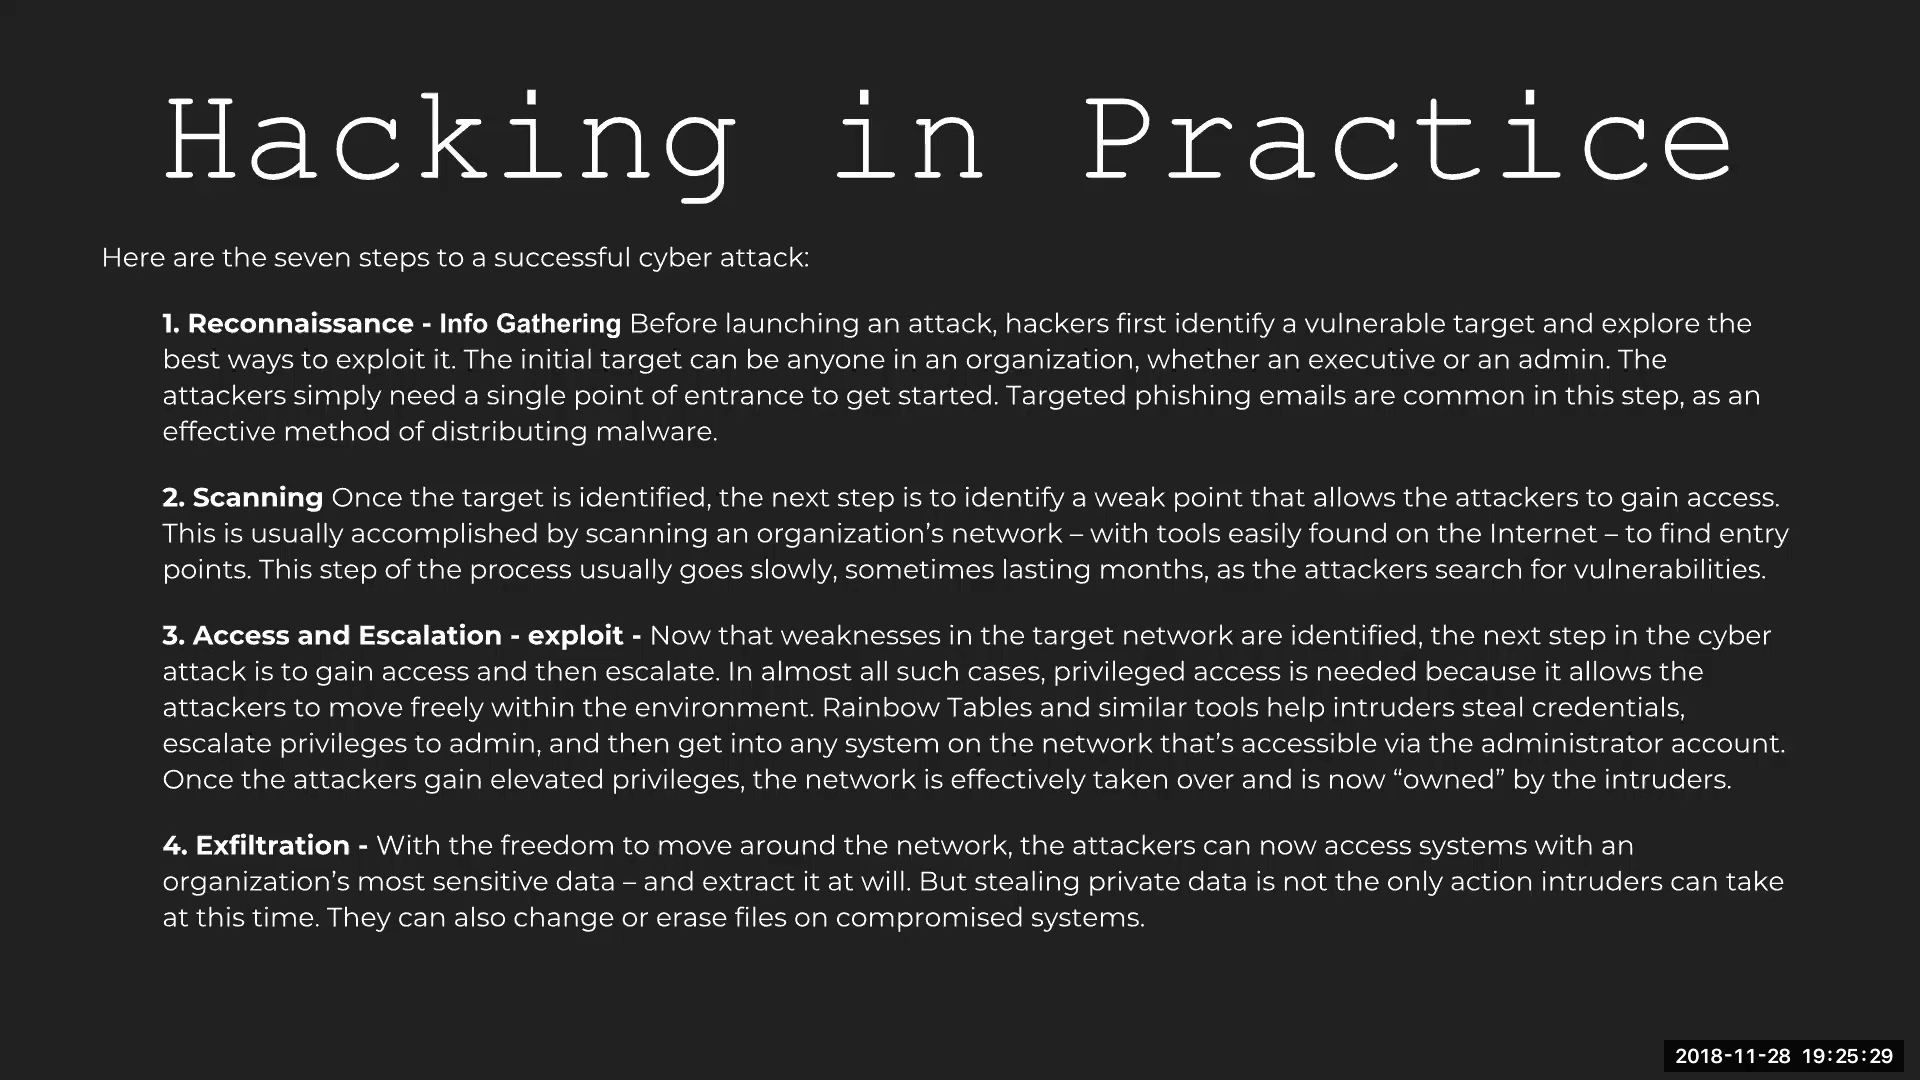 Hacking in Practice
Here are the seven steps to a successful cyber attack:
1. Reconnaissance - Info Gathering Before launching an attack, hackers first identify a vulnerable target and explore the
best ways to exploit it. The initial target can be anyone in an organization, whether an executive or an admin. The
attackers simply need a single point of entrance to get started. Targeted phishing emails are common in this step, as an
effective method of distributing malware.
2. Scanning Once the target is identified, the next step is to identify a weak point that allows the attackers to gain access.
This is usually accomplished by scanning an organization’s network – with tools easily found on the Internet – to find entry
points. This step of the process usually goes slowly, sometimes lasting months, as the attackers search for vulnerabilities.
3. Access and Escalation - exploit - Now that weaknesses in the target network are identified, the next step in the cyber
attack is to gain access and then escalate. In almost all such cases, privileged access is needed because it allows the
attackers to move freely within the environment. Rainbow Tables and similar tools help intruders steal credentials,
escalate privileges to admin, and then get into any system on the network that’s accessible via the administrator account.
Once the attackers gain elevated privileges, the network is effectively taken over and is now “owned” by the intruders.
4. Exfiltration - With the freedom to move around the network, the attackers can now access systems with an
organization’s most sensitive data – and extract it at will. But stealing private data is not the only action intruders can take
at this time. They can also change or erase files on compromised systems.
2018-11-28 19:25:29